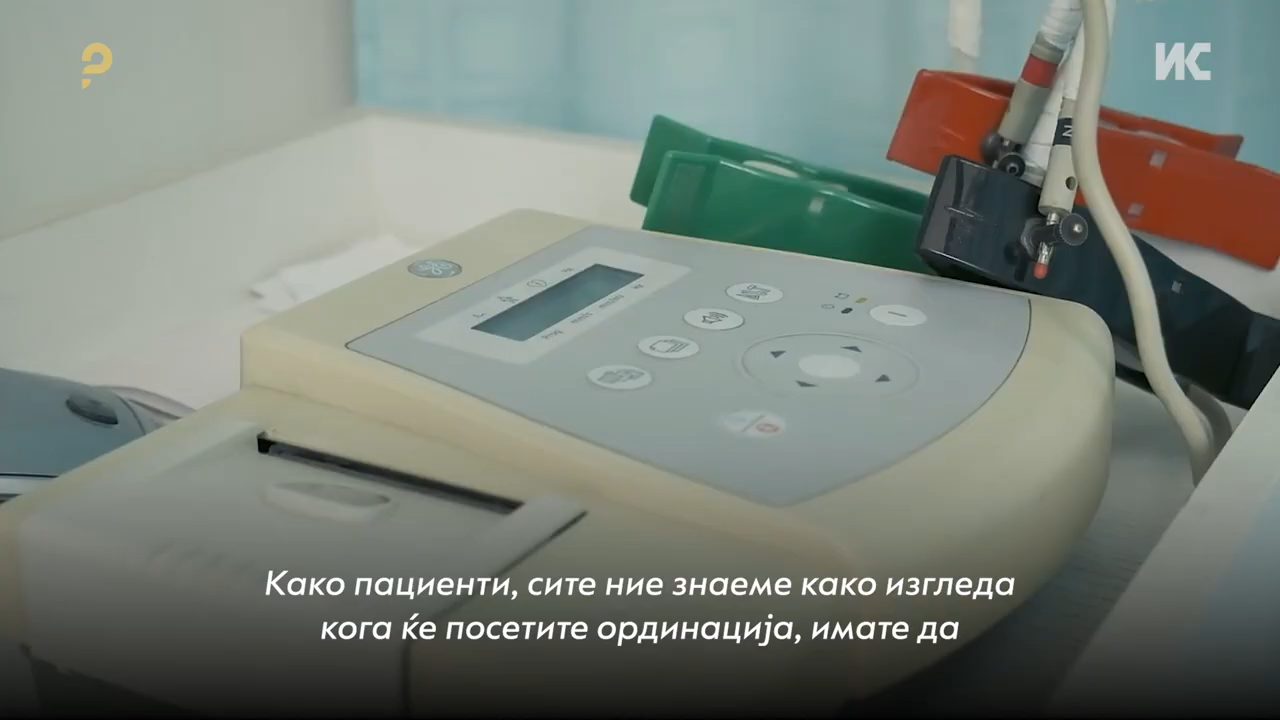 ИС
Како пациенти, сите ние знаеме како изгледа
кога ќе посетите ординација, имате да